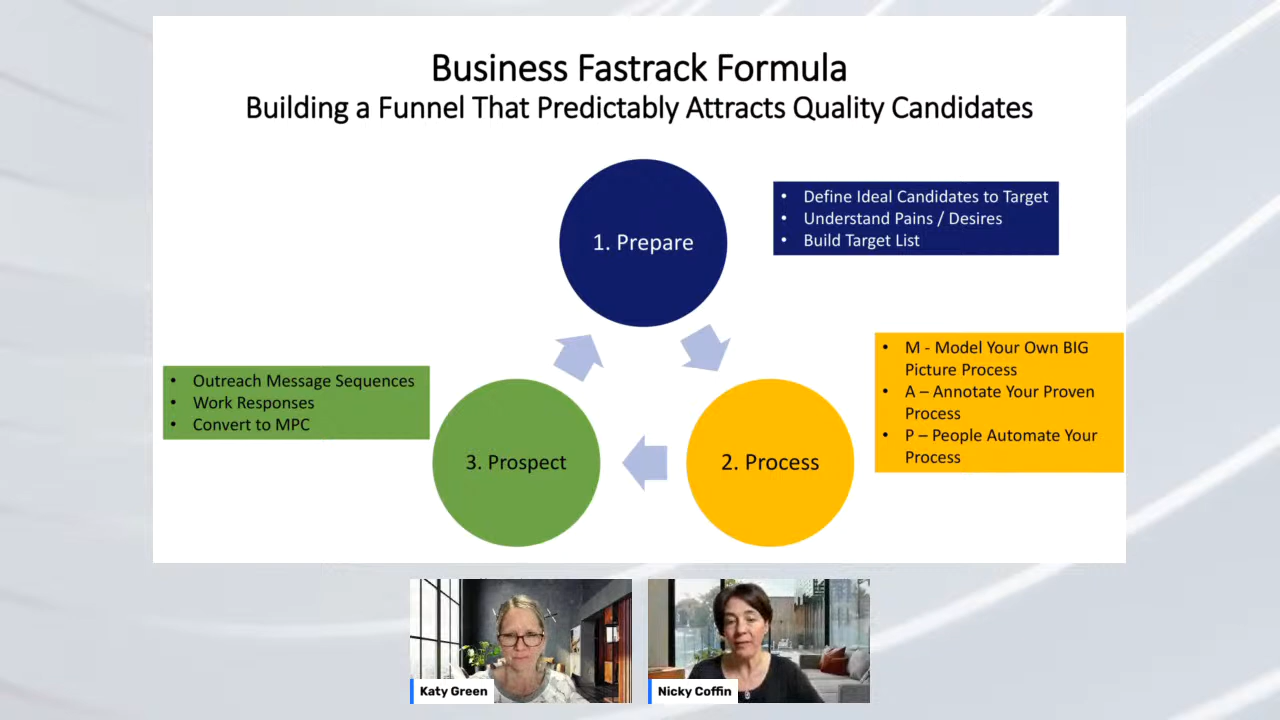 Business Fastrack Formula
Building a Funnel That Predictably Attracts Quality Candidates
1. Prepare
• Define Ideal Candidates to Target
• Understand Pains / Desires
• Build Target List
• M - Model Your Own BIG
Picture Process
• A – Annotate Your Proven
Process
• P – People Automate Your
Process
• Outreach Message Sequences
• Work Responses
• Convert to MPC
3. Prospect
2. Process
Katy Green
Nicky Coffin